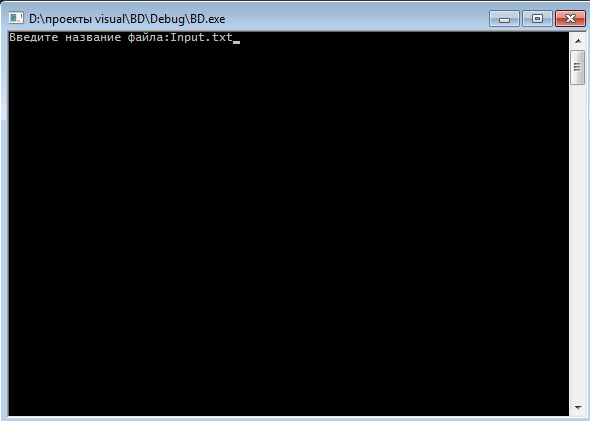 D:\проекты visual\BD\Debug\BD.exe
Введите название файла:Input.txt